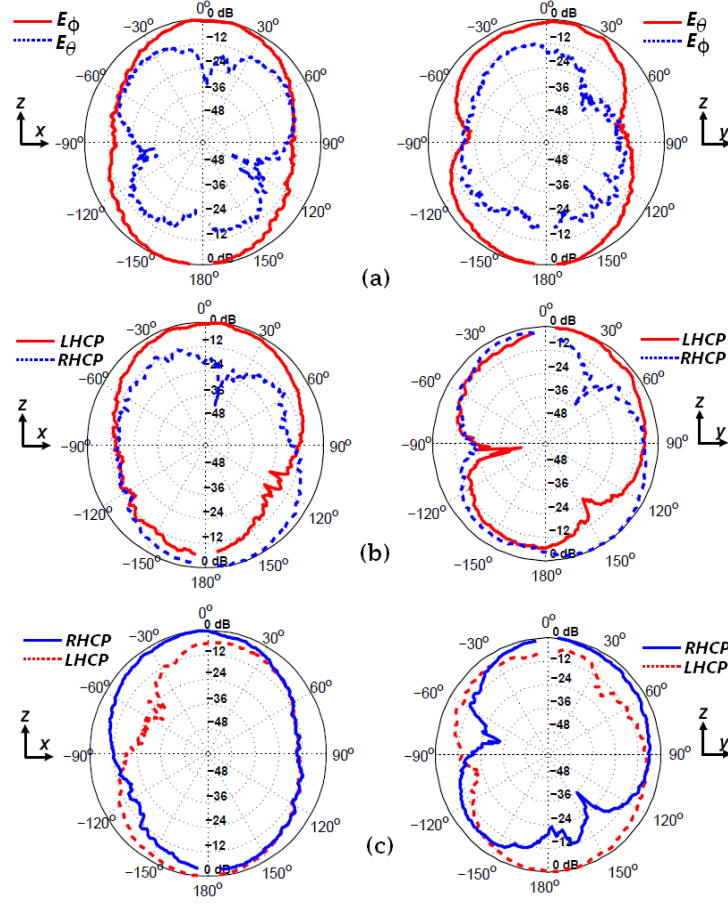 0°
−30° 0 dB 30°
Eϕ
Eθ
−60° 60°
−90° 90°
−120° 120°
−150° 150°
180°
−12
−24
−36
−48
−48
−36
−24
−12
0 dB
z
x
0°
−30° 0 dB 30°
Eθ
Eϕ
−60° 60°
−90° 90°
−120° 120°
−150° 150°
180°
−12
−24
−36
−48
−48
−36
−24
−12
0 dB
z
y
(a)
0°
−30° 0 dB 30°
LHCP
RHCP
−60° 60°
−90° 90°
−120° 120°
−150° 150°
180°
12
24
−36
−48
−48
−36
24
12
0 dB
z
x
0°
−30° 0 dB 30°
LHCP
RHCP
−60° 60°
−90° 90°
−120° 120°
−150° 150°
180°
−12
−24
−36
−48
−48
−36
−24
−12
0 dB
z
y
(b)
0°
−30° 0 dB 30°
RHCP
LHCP
−60° 60°
−90° 90°
−120° 120°
−150° 150°
180°
−12
−24
−36
−48
−48
−36
−24
−12
0 dB
z
x
0°
−30° 0 dB 30°
RHCP
LHCP
−60° 60°
−90° 90°
−120° 120°
−150° 150°
180°
−12
−24
−36
−48
−48
−36
−24
−12
0 dB
z
y
(c)